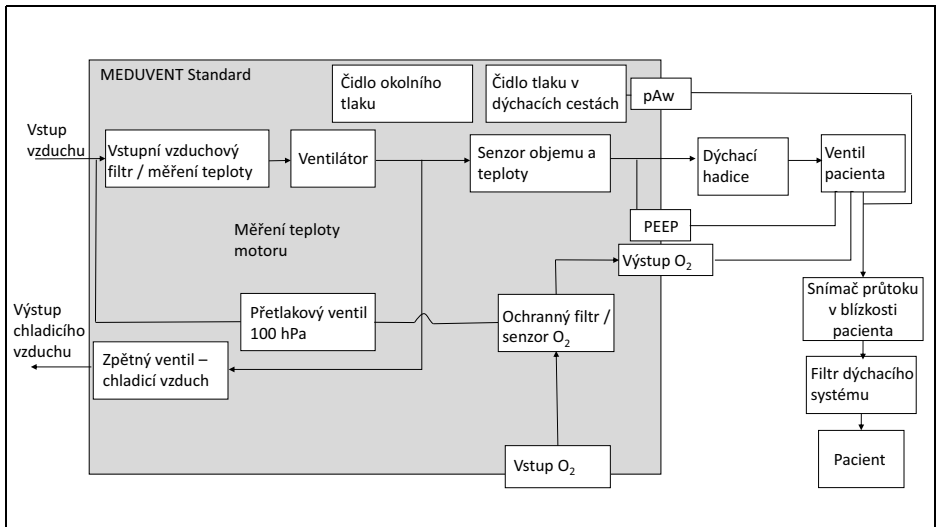 MEDUVENT Standard
Čidlo okolního
tlaku
Čidlo tlaku v
dýchacích cestách
pAw
Vstup
vzduchu
Vstupní vzduchový
filtr / měření teploty
Ventilátor
Senzor objemu a
teploty
Dýchací
hadice
Ventil
pacienta
Měření teploty
motoru
PEEP
Výstup O₂
Výstup
chladicího
vzduchu
Přetlakový ventil
100 hPa
Ochranný filtr /
senzor O₂
Snímač průtoku
v blízkosti
pacienta
Zpětný ventil –
chladicí vzduch
Filtr dýchacího
systému
Vstup O₂
Pacient